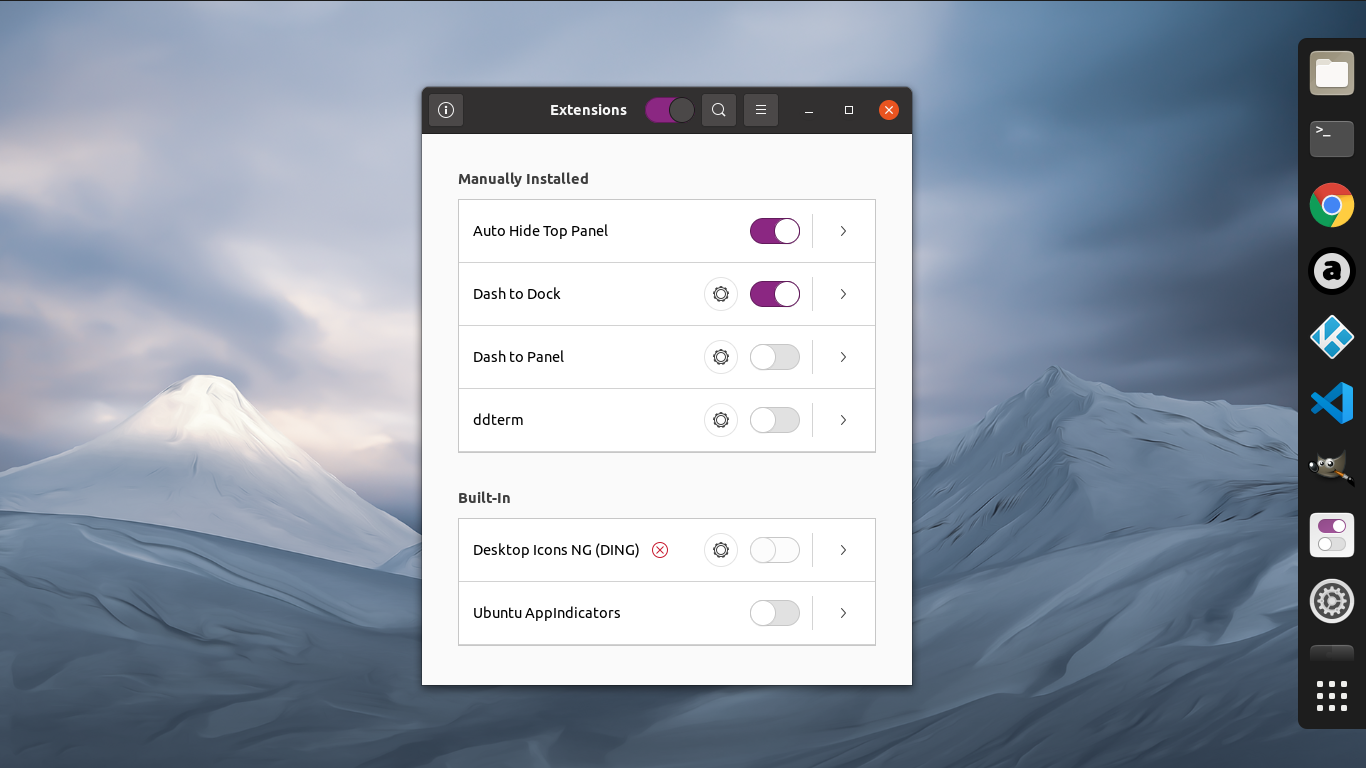 Extensions
Manually Installed
Auto Hide Top Panel
Dash to Dock
Dash to Panel
ddterm
Built-In
Desktop Icons NG (DING)
Ubuntu AppIndicators
>_
a